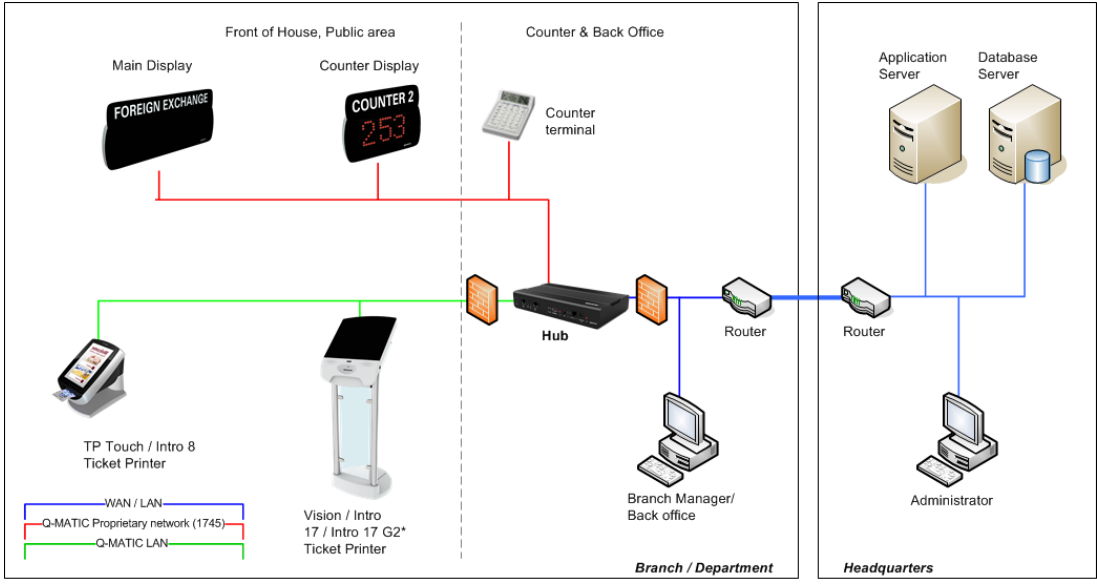 Front of House, Public area
Counter & Back Office
Main Display
Counter Display
Application
Server
Database
Server
FOREIGN EXCHANGE
COUNTER 2
253
Counter
terminal
Hub
Router
Router
TP Touch / Intro 8
Ticket Printer
Vision / Intro
17 / Intro 17 G2*
Ticket Printer
Branch Manager/
Back office
Administrator
WAN / LAN
Q-MATIC Proprietary network (1745)
Q-MATIC LAN
Branch / Department
Headquarters